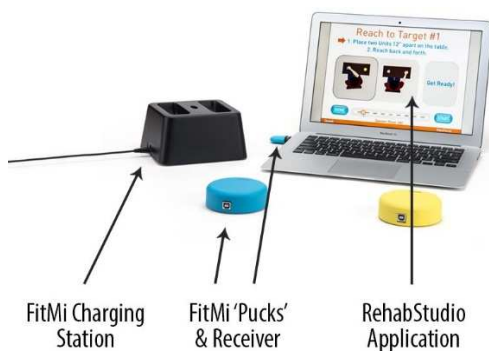 Reach to Target #1
1. Place two Units 12" apart on the table.
2. Reach back and forth.
Get Ready!
FitMi Charging
Station
FitMi 'Pucks'
& Receiver
RehabStudio
Application